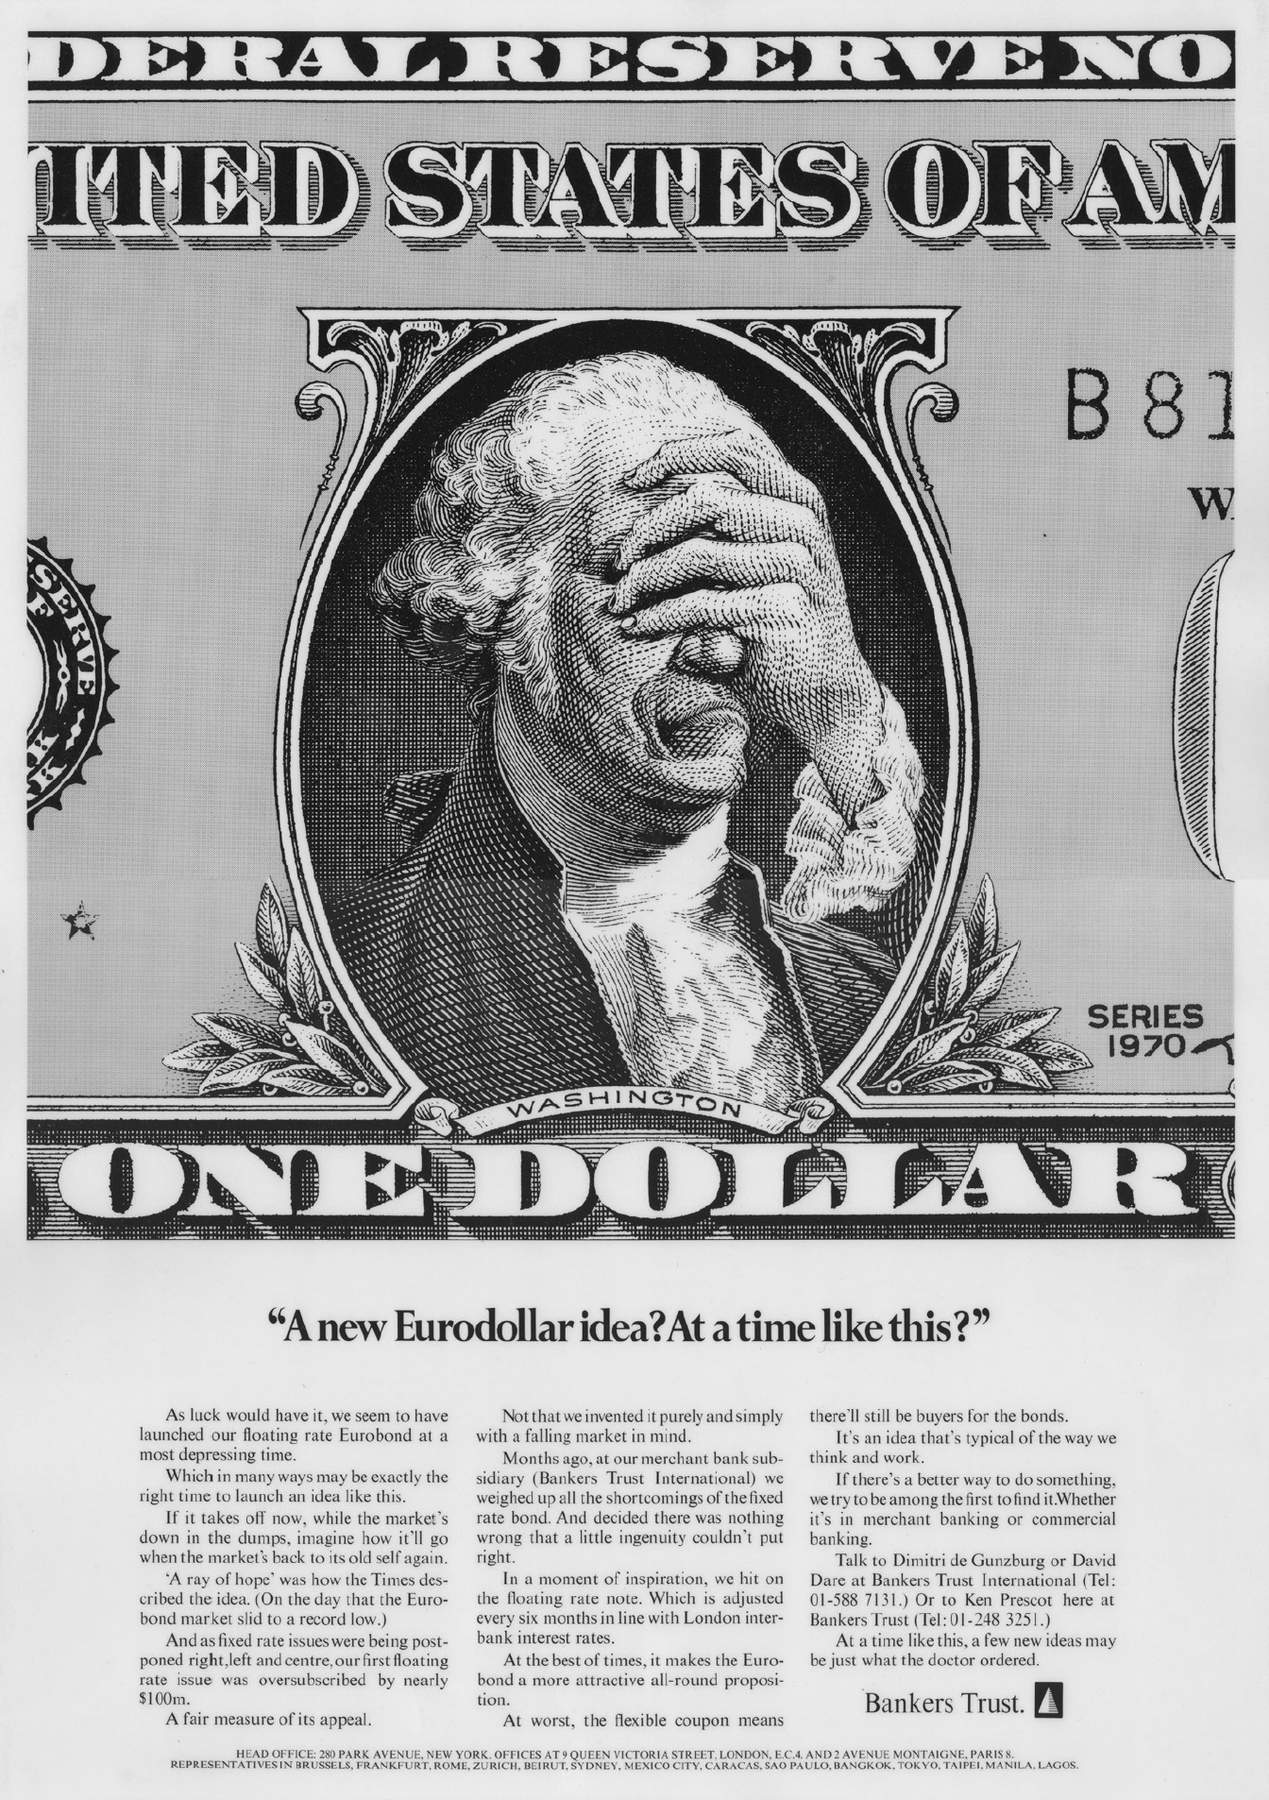 DERAL RESERVE NO
ITED STATES OF AM
B 81
W
SERVE
SERIES
1970
WASHINGTON
ONE DOLLAR
“A new Eurodollar idea? At a time like this?”
As luck would have it, we seem to have
launched our floating rate Eurobond at a
most depressing time.
Which in many ways may be exactly the
right time to launch an idea like this.
If it takes off now, while the market's
down in the dumps, imagine how it'll go
when the market's back to its old self again.
‘A ray of hope’ was how the Times des-
cribed the idea. (On the day that the Euro-
bond market slid to a record low.)
And as fixed rate issues were being post-
poned right, left and centre, our first floating
rate issue was oversubscribed by nearly
$100m.
A fair measure of its appeal.
Not that we invented it purely and simply
with a falling market in mind.
Months ago, at our merchant bank sub-
sidiary (Bankers Trust International) we
weighed up all the shortcomings of the fixed
rate bond. And decided there was nothing
wrong that a little ingenuity couldn't put
right.
In a moment of inspiration, we hit on
the floating rate note. Which is adjusted
every six months in line with London inter-
bank interest rates.
At the best of times, it makes the Euro-
bond a more attractive all-round proposi-
tion.
At worst, the flexible coupon means
there'll still be buyers for the bonds.
It's an idea that's typical of the way we
think and work.
If there's a better way to do something,
we try to be among the first to find it. Whether
it's in merchant banking or commercial
banking.
Talk to Dimitri de Gunzburg or David
Dare at Bankers Trust International (Tel:
01-588 7131.) Or to Ken Prescot here at
Bankers Trust (Tel: 01-248 3251.)
At a time like this, a few new ideas may
be just what the doctor ordered.
Bankers Trust.
HEAD OFFICE: 280 PARK AVENUE, NEW YORK. OFFICES AT 9 QUEEN VICTORIA STREET, LONDON, E.C.4. AND 2 AVENUE MONTAIGNE, PARIS 8.
REPRESENTATIVES IN BRUSSELS, FRANKFURT, ROME, ZURICH, BEIRUT, SYDNEY, MEXICO CITY, CARACAS, SAO PAULO, BANGKOK, TOKYO, TAIPEI, MANILA, LAGOS.